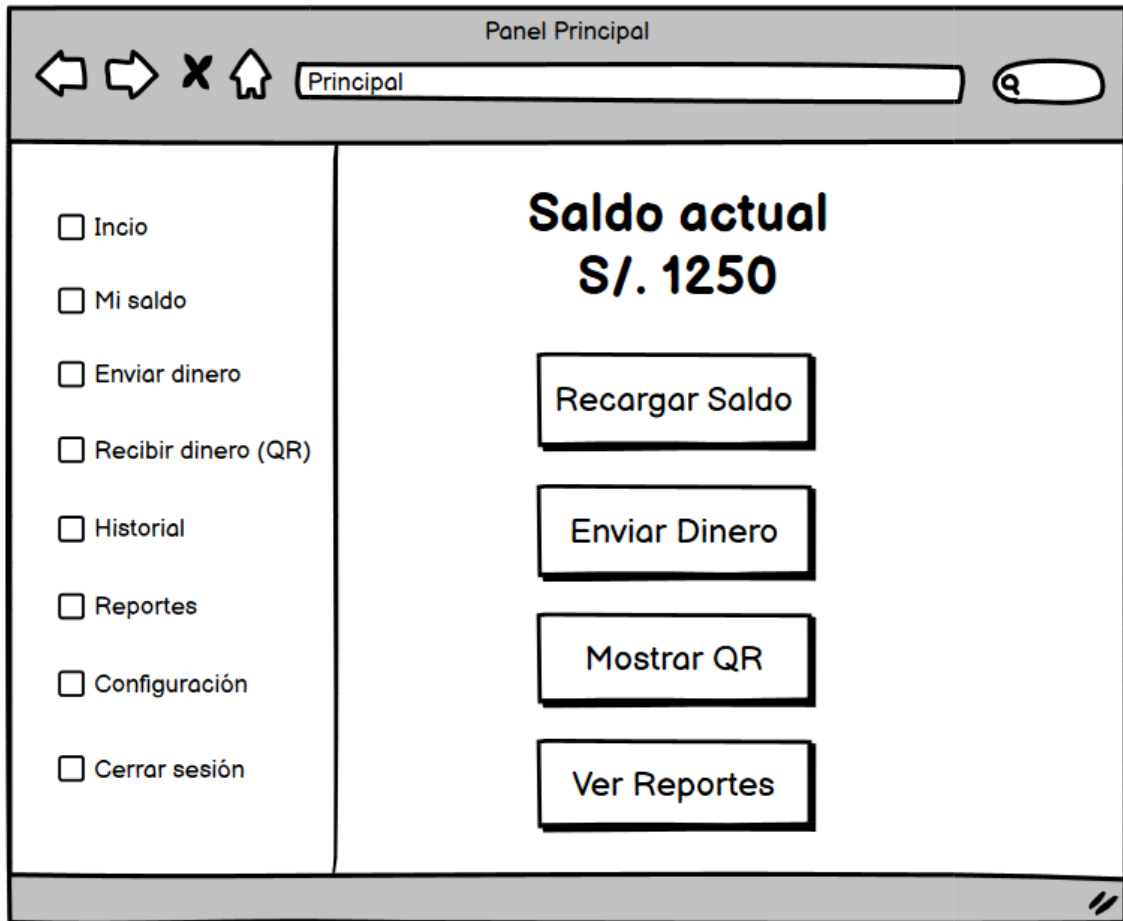 Panel Principal
Principal
Incio
Mi saldo
Enviar dinero
Recibir dinero (QR)
Historial
Reportes
Configuración
Cerrar sesión
Saldo actual
S/. 1250
Recargar Saldo
Enviar Dinero
Mostrar QR
Ver Reportes